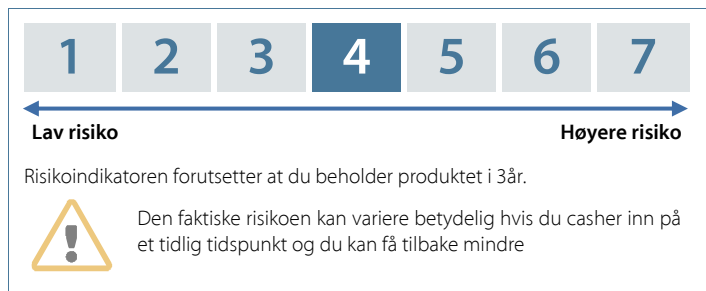 1 2 3 4 5 6 7
Lav risiko Høyere risiko
Risikoindikatoren forutsetter at du beholder produktet i 3år.
Den faktiske risikoen kan variere betydelig hvis du casher inn på
et tidlig tidspunkt og du kan få tilbake mindre